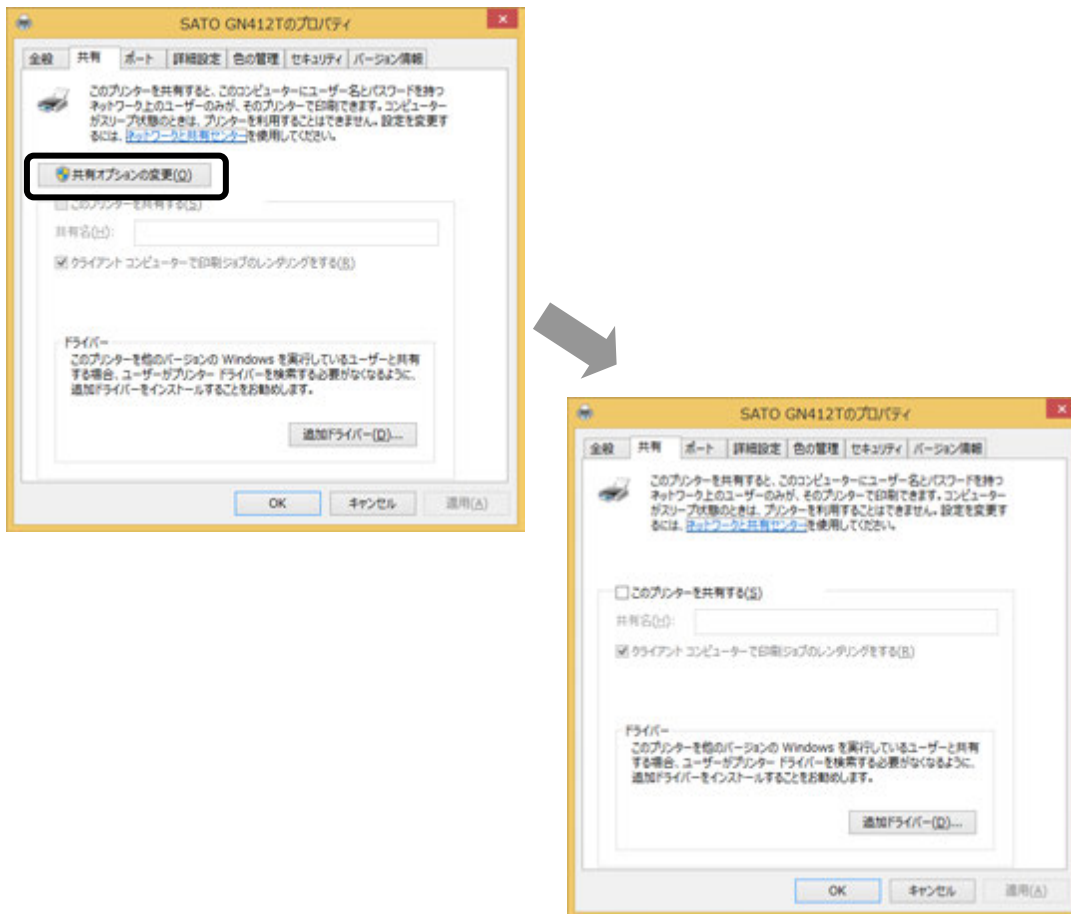 SATO GN412Tのプロパティ
全般 共有 ポート 詳細設定 色の管理 セキュリティ バージョン情報
このプリンターを共有すると、このコンピューターにユーザー名とパスワードを持つ
ネットワーク上のユーザーのみが、そのプリンターで印刷できます。コンピューター
がスリープ状態のときは、プリンターを利用することはできません。設定を変更す
るには、ネットワークと共有センターを使用してください。
共有オプションの変更(O)
このプリンターを共有する(S)
共有名(H):
クライアント コンピューターで印刷ジョブのレンダリングをする(R)
ドライバー
このプリンターを他のバージョンの Windows を実行しているユーザーと共有
する場合、ユーザーがプリンター ドライバーを検索する必要がなくなるように、
追加ドライバーをインストールすることをお勧めします。
追加ドライバー(D)...
OK キャンセル 適用(A)
SATO GN412Tのプロパティ
全般 共有 ポート 詳細設定 色の管理 セキュリティ バージョン情報
このプリンターを共有すると、このコンピューターにユーザー名とパスワードを持つ
ネットワーク上のユーザーのみが、そのプリンターで印刷できます。コンピューター
がスリープ状態のときは、プリンターを利用することはできません。設定を変更す
るには、ネットワークと共有センターを使用してください。
このプリンターを共有する(S)
共有名(H):
クライアント コンピューターで印刷ジョブのレンダリングをする(R)
ドライバー
このプリンターを他のバージョンの Windows を実行しているユーザーと共有
する場合、ユーザーがプリンター ドライバーを検索する必要がなくなるように、
追加ドライバーをインストールすることをお勧めします。
追加ドライバー(D)...
OK キャンセル 適用(A)